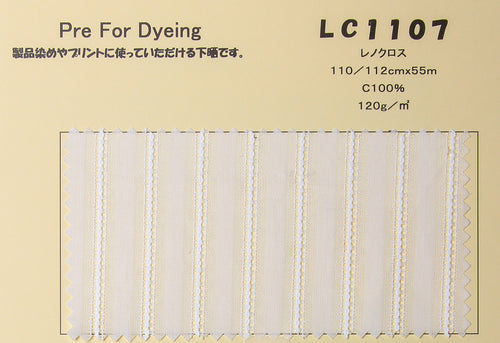 Pre For Dyeing
製品染めやプリントに使っていただける下晒です。
LC1107
レノクロス
110／112cmx55m
C100%
120g／㎡